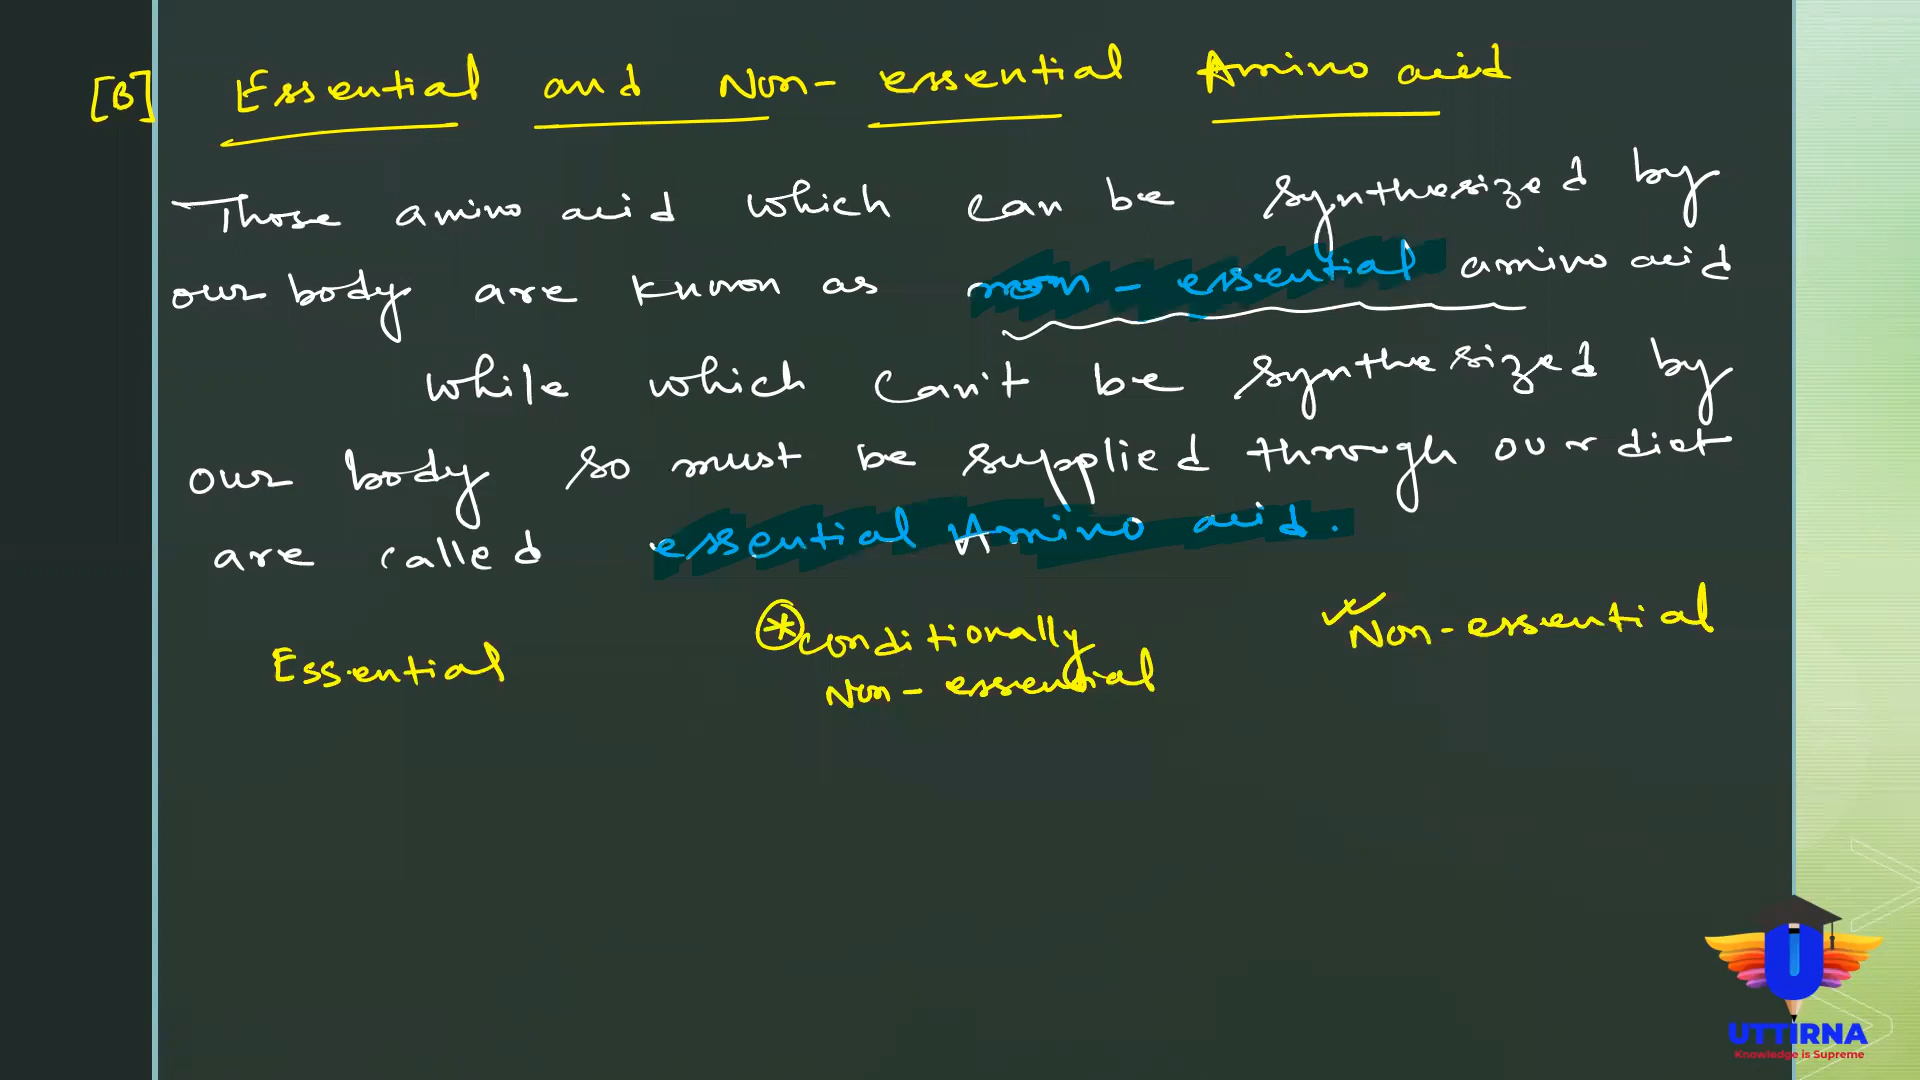 [B] Essential and Non-essential Amino acid
Those amino acid which can be synthesized by
our body are known as non-essential amino acid
while which can't be synthesized by
our body so must be supplied through our diet
are called essential Amino acid.
Essential
* conditionally
Non-essential
Non-essential
UTTIRNA
Knowledge is Supreme